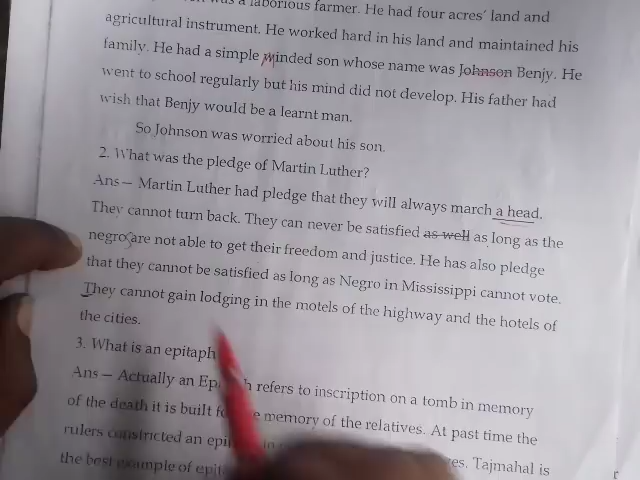 was a laborious farmer. He had four acres' land and
agricultural instrument. He worked hard in his land and maintained his
family. He had a simple minded son whose name was Johnson Benjy. He
went to school regularly but his mind did not develop. His father had
wish that Benjy would be a learnt man.
So Johnson was worried about his son.
2. What was the pledge of Martin Luther?
Ans – Martin Luther had pledge that they will always march a head.
They cannot turn back. They can never be satisfied as well as long as the
negros are not able to get their freedom and justice. He has also pledge
that they cannot be satisfied as long as Negro in Mississippi cannot vote.
They cannot gain lodging in the motels of the highway and the hotels of
the cities.
3. What is an epitaph
Ans – Actually an refers to inscription on a tomb in memory
of the death it is built memory of the relatives. At past time the
rulers constricted an Tajmahal is
the best example of